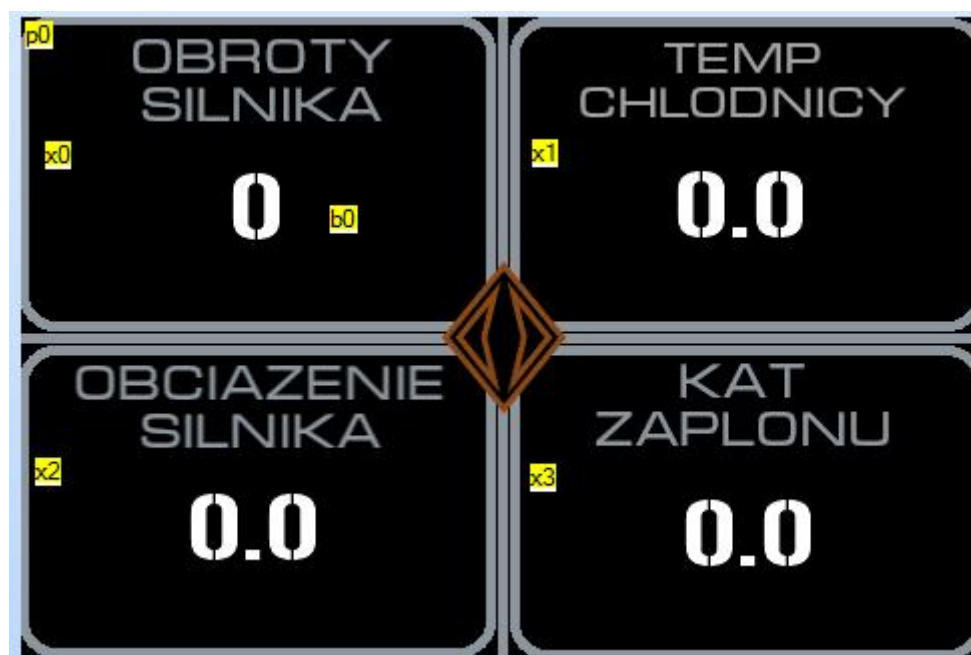 p0
OBROTY
SILNIKA
x0
0
b0
TEMP
CHLODNICY
x1
0.0
OBCIAZENIE
SILNIKA
x2
0.0
KAT
ZAPLONU
x3
0.0